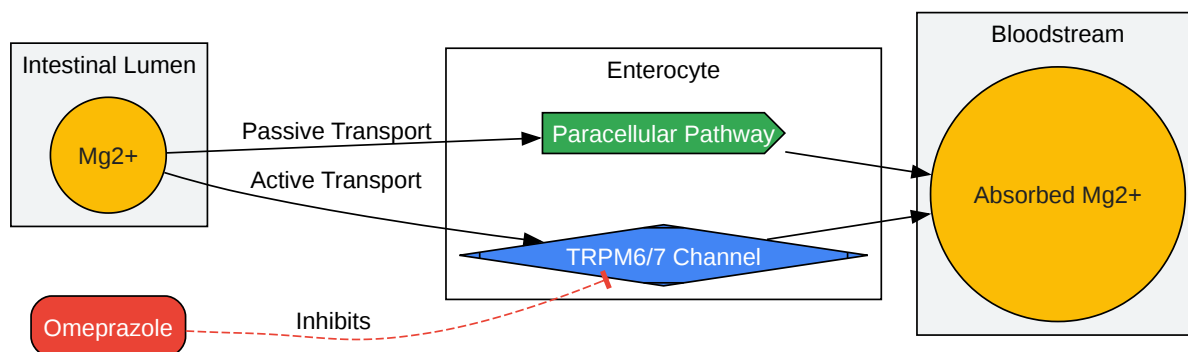 Intestinal Lumen
Mg2+
Passive Transport
Active Transport
Enterocyte
Paracellular Pathway
TRPM6/7 Channel
Bloodstream
Absorbed Mg2+
Omeprazole
Inhibits